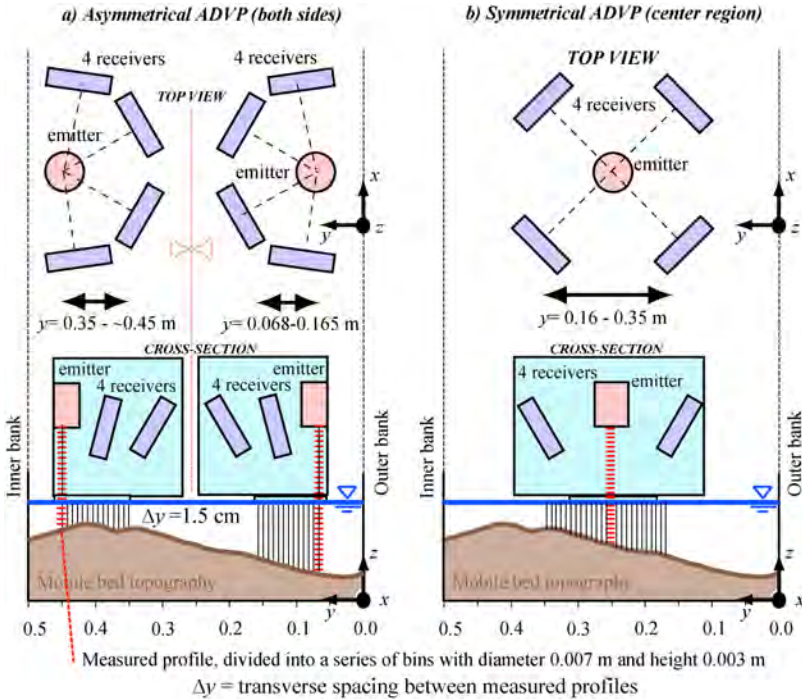 a) Asymmetrical ADVP (both sides)
4 receivers
4 receivers
TOP VIEW
emitter
emitter
x
y
z
y= 0.35 - ~0.45 m
y= 0.068-0.165 m
CROSS-SECTION
emitter
emitter
4 receivers
4 receivers
Inner bank
Outer bank
Δy =1.5 cm
Mobile bed topography
z
y
x
0.5
0.4
0.3
0.2
0.1
0.0
b) Symmetrical ADVP (center region)
TOP VIEW
4 receivers
emitter
x
y
z
y= 0.16 - 0.35 m
CROSS-SECTION
4 receivers
emitter
Inner bank
Outer bank
Mobile bed topography
z
y
x
0.5
0.4
0.3
0.2
0.1
0.0
Measured profile, divided into a series of bins with diameter 0.007 m and height 0.003 m
Δy = transverse spacing between measured profiles